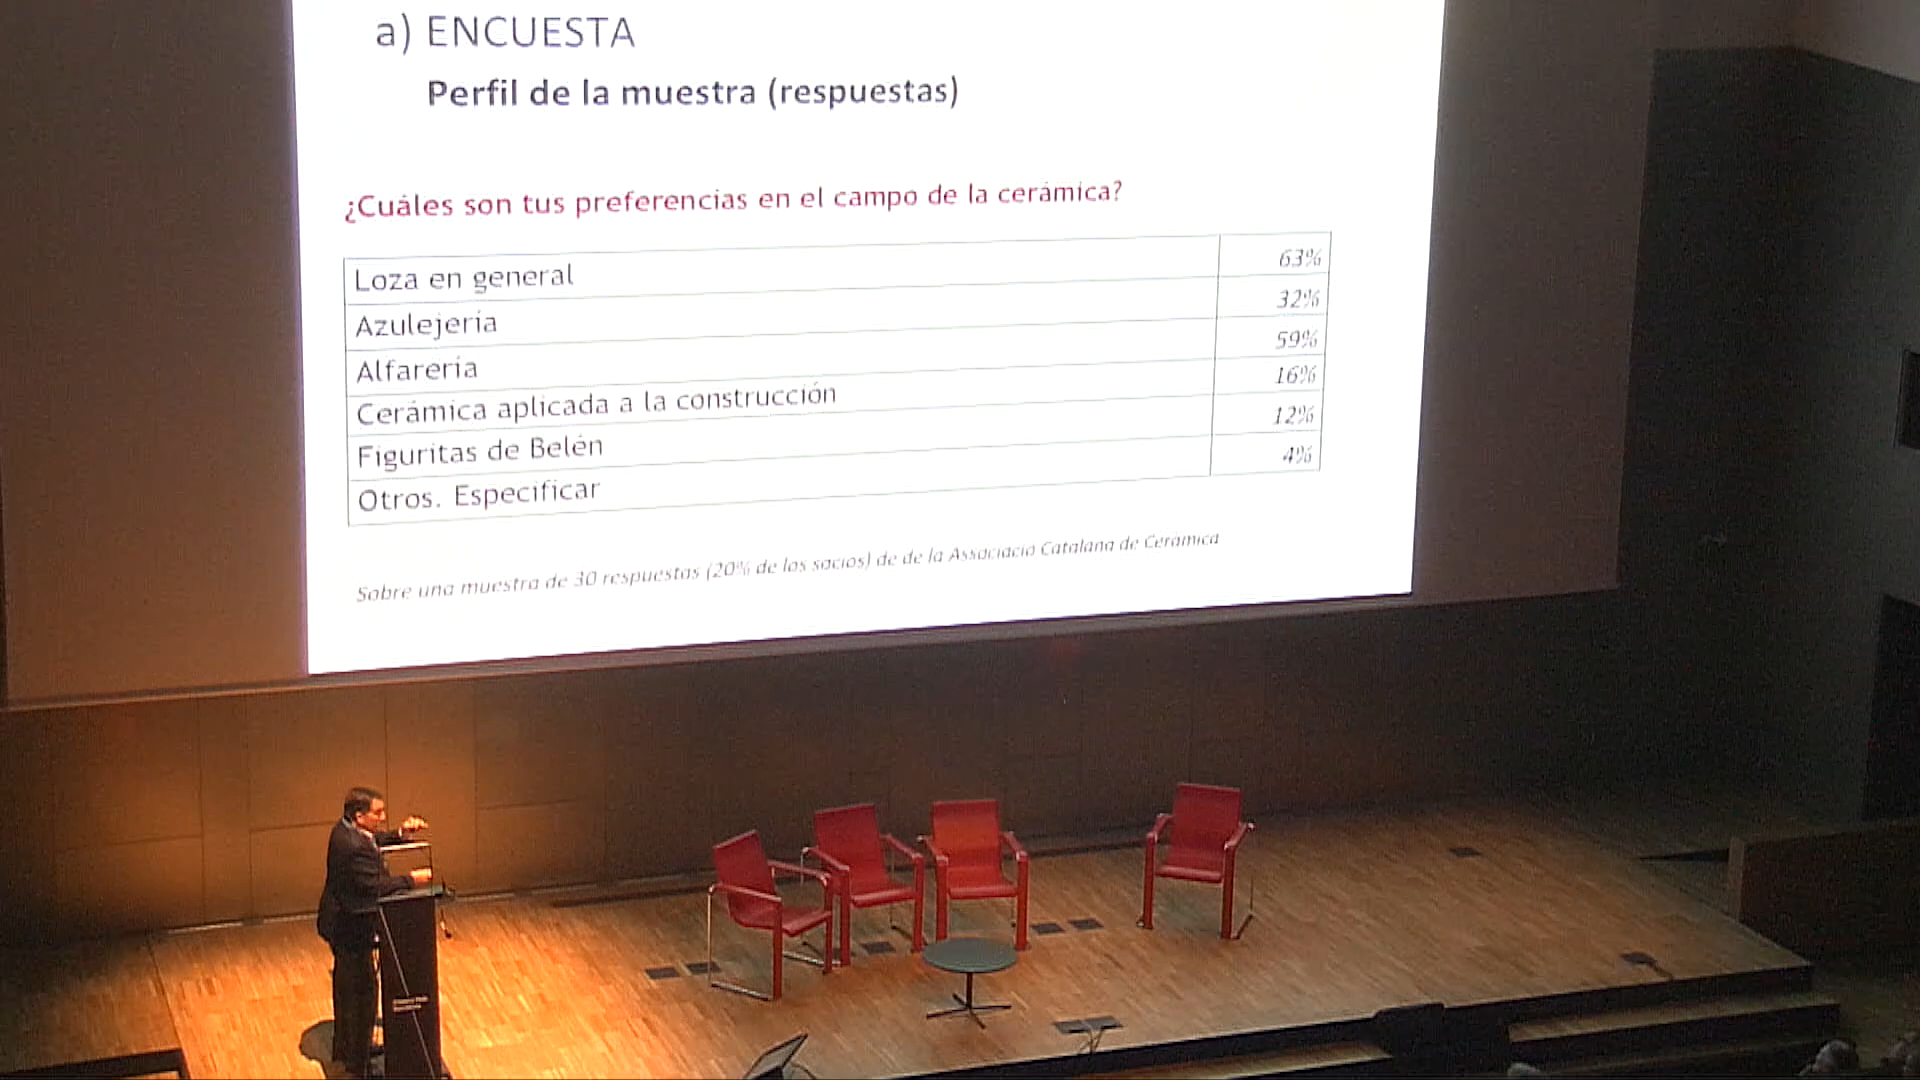 a) ENCUESTA
Perfil de la muestra (respuestas)
¿Cuáles son tus preferencias en el campo de la cerámica?
Loza en general 63%
Azulejería 32%
Alfarería 59%
Cerámica aplicada a la construcción 16%
Figuritas de Belén 12%
Otros. Especificar 4%
Sobre una muestra de 30 respuestas (20% de los socios) de de la Associació Catalana de Ceràmica